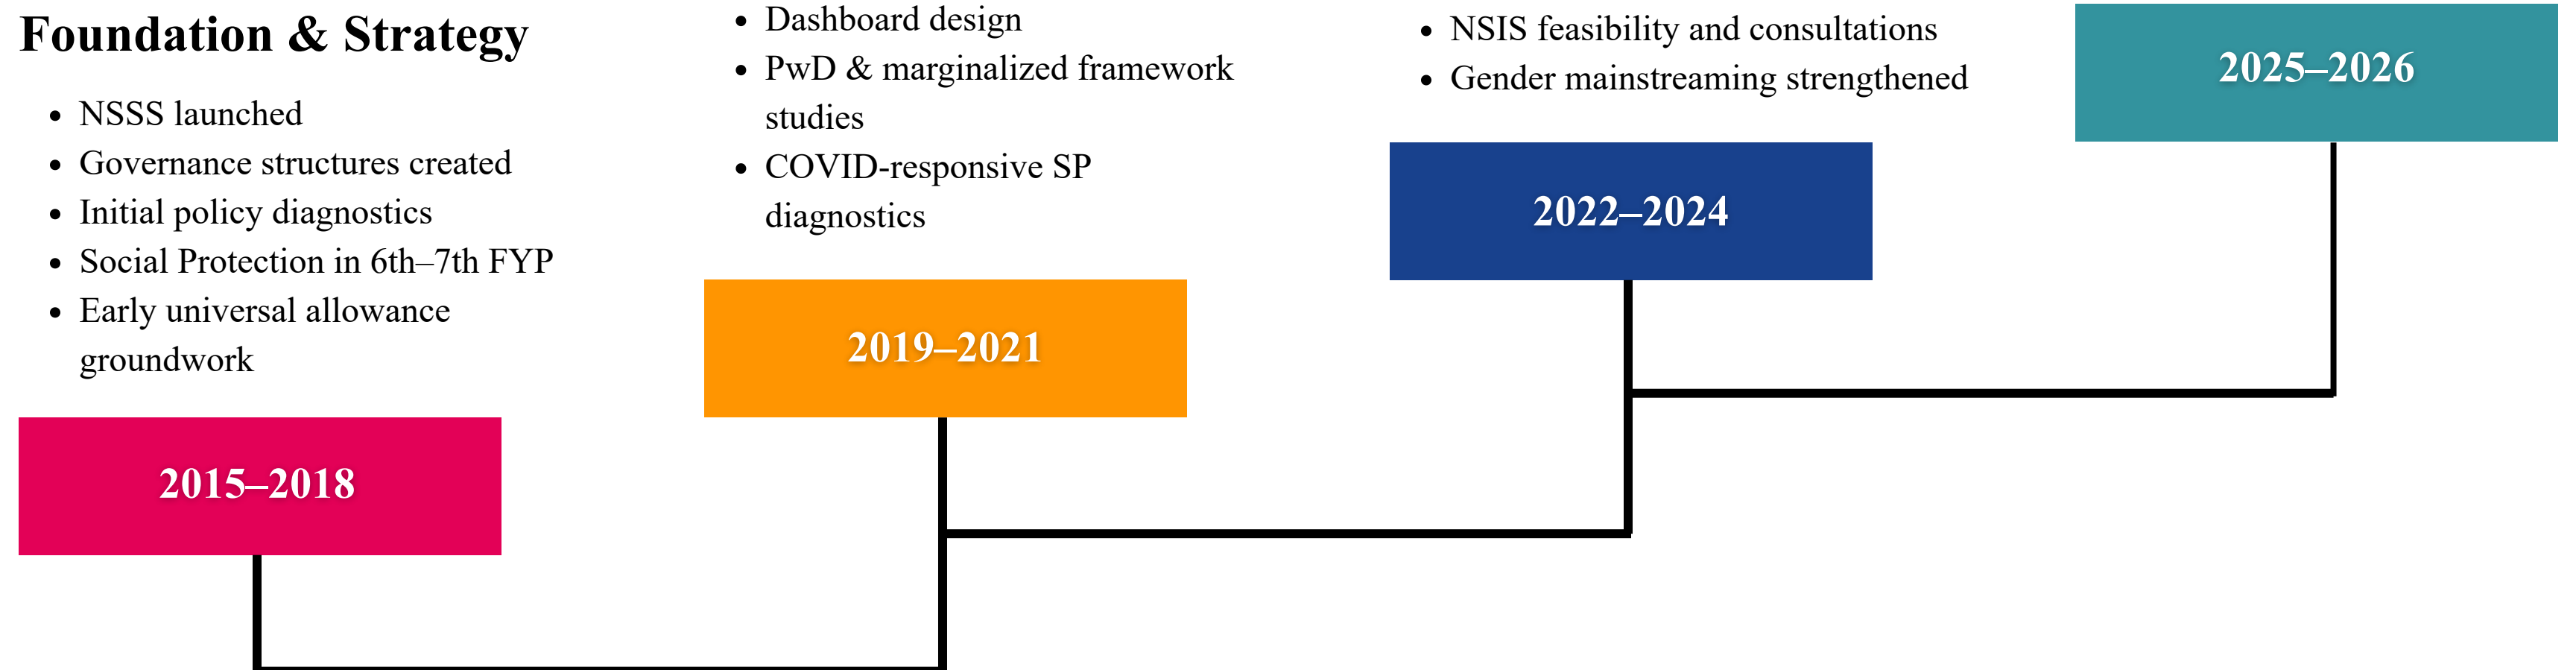 Foundation & Strategy
• NSSS launched
• Governance structures created
• Initial policy diagnostics
• Social Protection in 6th–7th FYP
• Early universal allowance
groundwork
2015–2018
• Dashboard design
• PwD & marginalized framework
studies
• COVID-responsive SP
diagnostics
2019–2021
• NSIS feasibility and consultations
• Gender mainstreaming strengthened
2022–2024
2025–2026